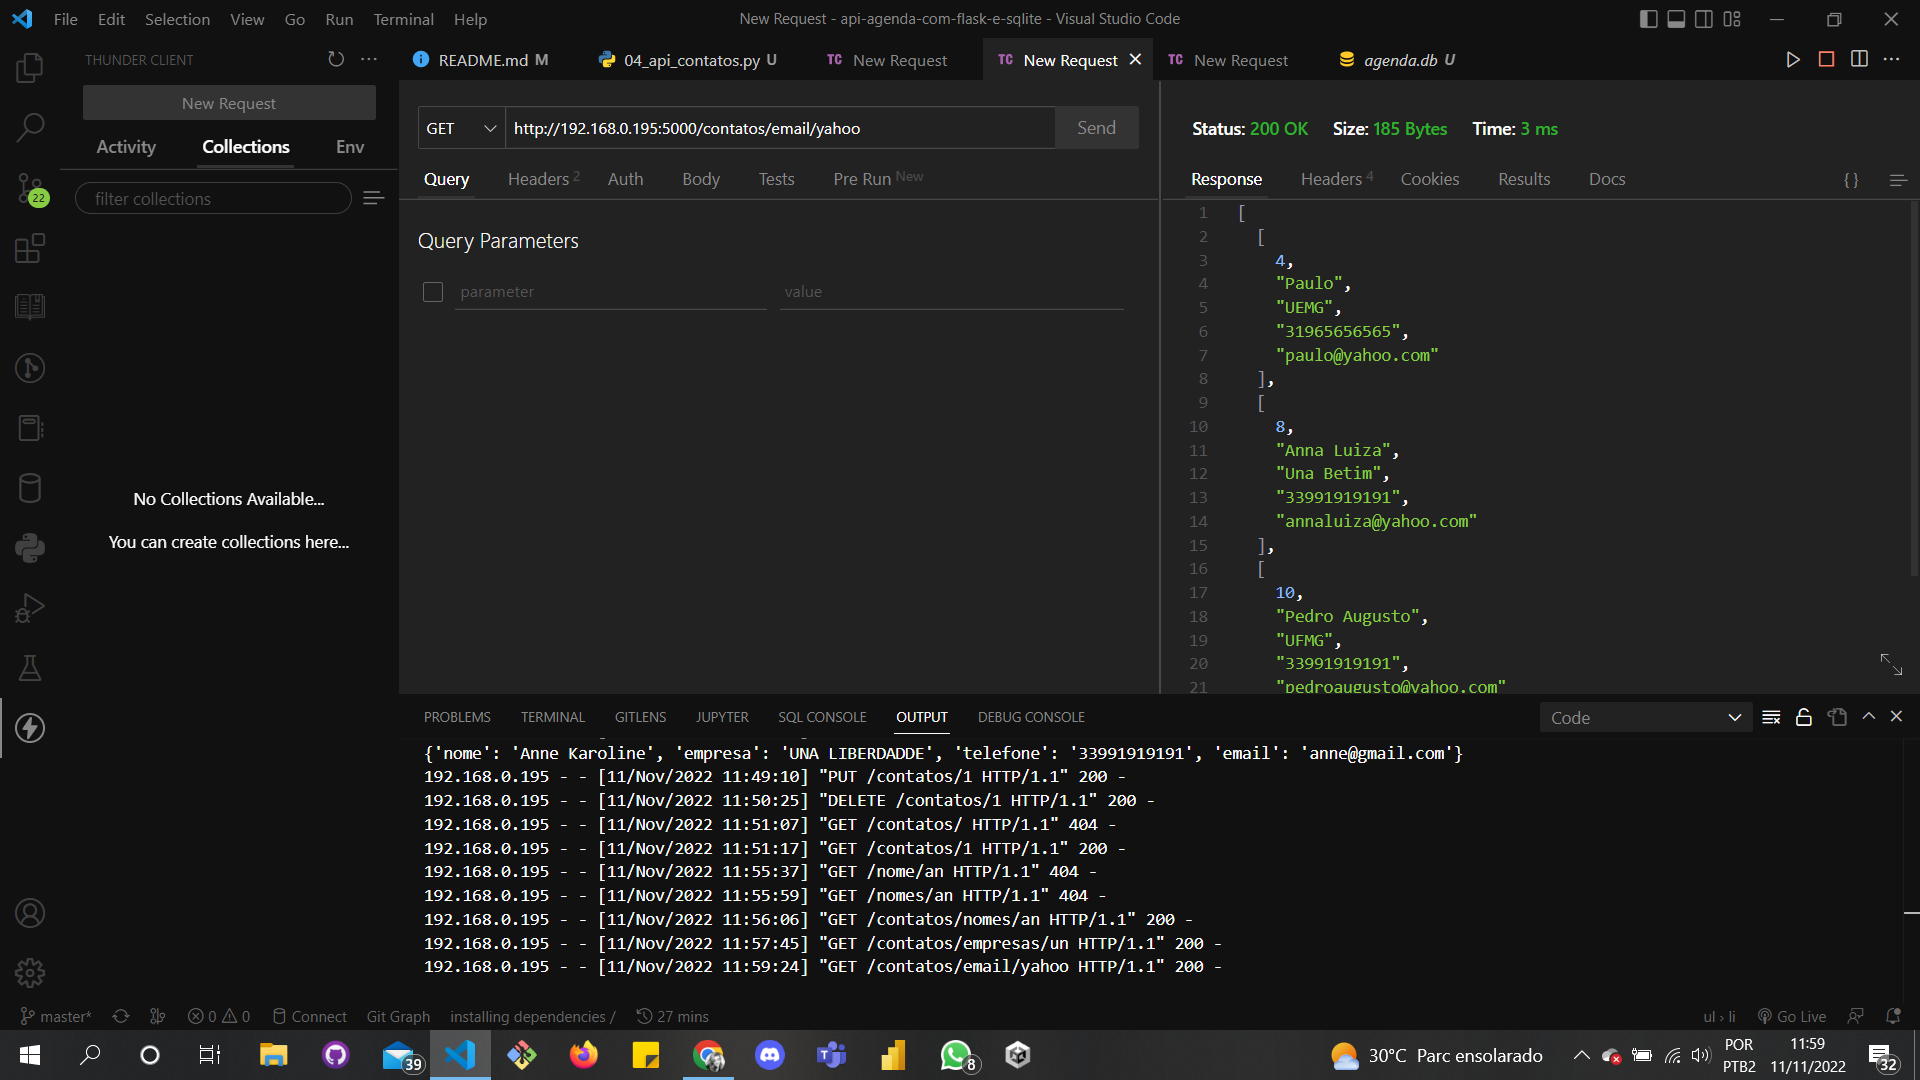 File Edit Selection View Go Run Terminal Help
New Request - api-agenda-com-flask-e-sqlite - Visual Studio Code
THUNDER CLIENT
README.md M
04_api_contatos.py U
TC New Request
TC New Request
TC New Request
agenda.db U
New Request
Activity Collections Env
filter collections
22
No Collections Available...
You can create collections here...
GET http://192.168.0.195:5000/contatos/email/yahoo Send
Query Headers 2 Auth Body Tests Pre Run New
Query Parameters
parameter value
Status: 200 OK Size: 185 Bytes Time: 3 ms
Response Headers 4 Cookies Results Docs { }
1 [
2 [
3 4,
4 "Paulo",
5 "UEMG",
6 "31965656565",
7 "paulo@yahoo.com"
8 ],
9 [
10 8,
11 "Anna Luiza",
12 "Una Betim",
13 "33991919191",
14 "annaluiza@yahoo.com"
15 ],
16 [
17 10,
18 "Pedro Augusto",
19 "UFMG",
20 "33991919191",
21 "pedroaugusto@yahoo.com"
PROBLEMS TERMINAL GITLENS JUPYTER SQL CONSOLE OUTPUT DEBUG CONSOLE
Code
{'nome': 'Anne Karoline', 'empresa': 'UNA LIBERDADDE', 'telefone': '33991919191', 'email': 'anne@gmail.com'}
192.168.0.195 - - [11/Nov/2022 11:49:10] "PUT /contatos/1 HTTP/1.1" 200 -
192.168.0.195 - - [11/Nov/2022 11:50:25] "DELETE /contatos/1 HTTP/1.1" 200 -
192.168.0.195 - - [11/Nov/2022 11:51:07] "GET /contatos/ HTTP/1.1" 404 -
192.168.0.195 - - [11/Nov/2022 11:51:17] "GET /contatos/1 HTTP/1.1" 200 -
192.168.0.195 - - [11/Nov/2022 11:55:37] "GET /nome/an HTTP/1.1" 404 -
192.168.0.195 - - [11/Nov/2022 11:55:59] "GET /nomes/an HTTP/1.1" 404 -
192.168.0.195 - - [11/Nov/2022 11:56:06] "GET /contatos/nomes/an HTTP/1.1" 200 -
192.168.0.195 - - [11/Nov/2022 11:57:45] "GET /contatos/empresas/un HTTP/1.1" 200 -
192.168.0.195 - - [11/Nov/2022 11:59:24] "GET /contatos/email/yahoo HTTP/1.1" 200 -
master* 0 0 Connect Git Graph installing dependencies / 27 mins ul › li Go Live
39
8
30°C Parc ensolarado
POR
PTB2
11:59
11/11/2022
32